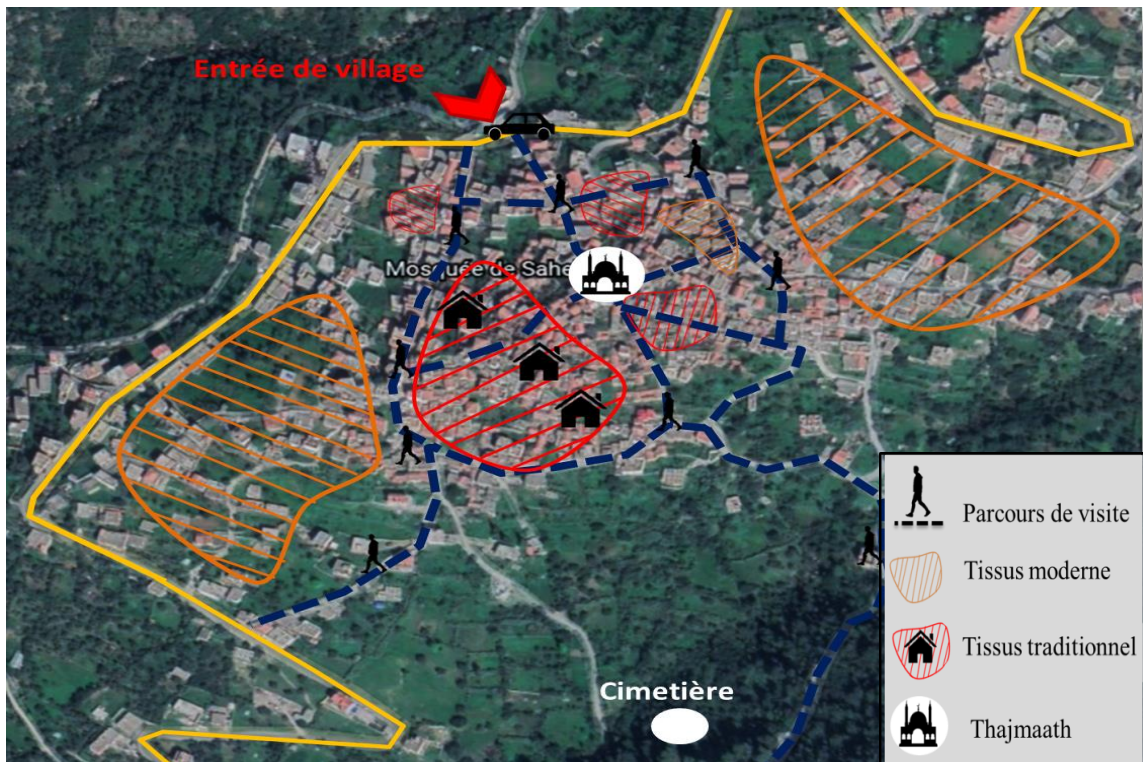 Entrée de village
Mosquée de Sahe
Cimetière
Parcours de visite
Tissus moderne
Tissus traditionnel
Thajmaath